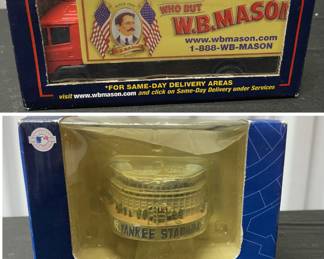 WHO BUT
W.B. MASON
www.wbmason.com
1-888-WB-MASON
*FOR SAME-DAY DELIVERY AREAS
visit www.wbmason.com and click on Same-Day Delivery under Services
YANKEE STADIUM